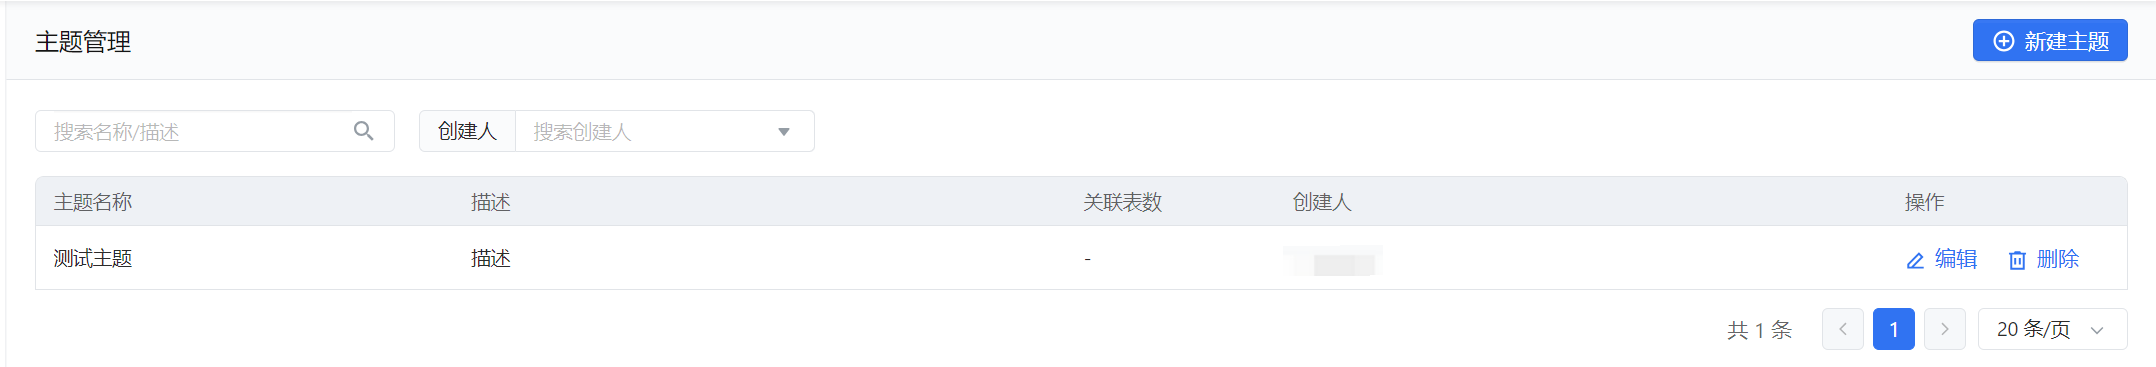 主题管理
新建主题
搜索名称/描述
创建人 搜索创建人
主题名称 描述 关联表数 创建人 操作
测试主题 描述 - 编辑 删除
共 1 条 1 20 条/页